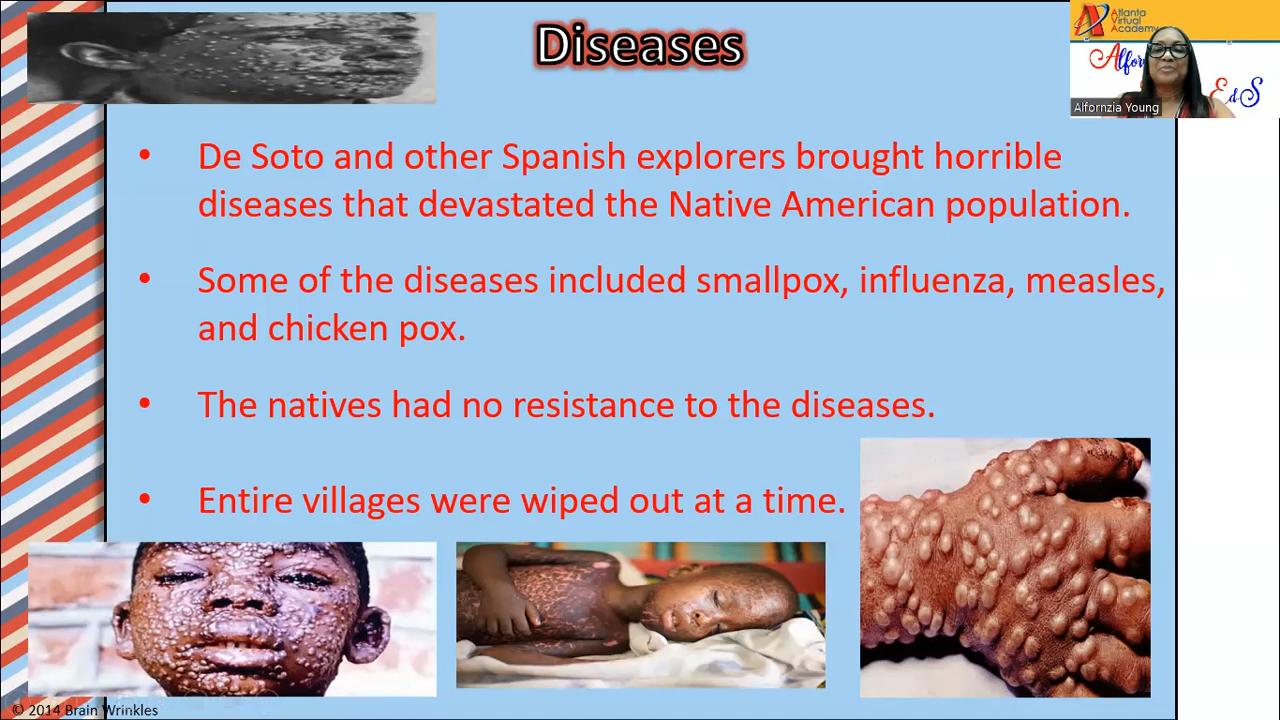 Diseases
Atlanta
Virtual
Academy
Alfor
EdS
Alfornzia Young
• De Soto and other Spanish explorers brought horrible
diseases that devastated the Native American population.
• Some of the diseases included smallpox, influenza, measles,
and chicken pox.
• The natives had no resistance to the diseases.
• Entire villages were wiped out at a time.
© 2014 Brain Wrinkles